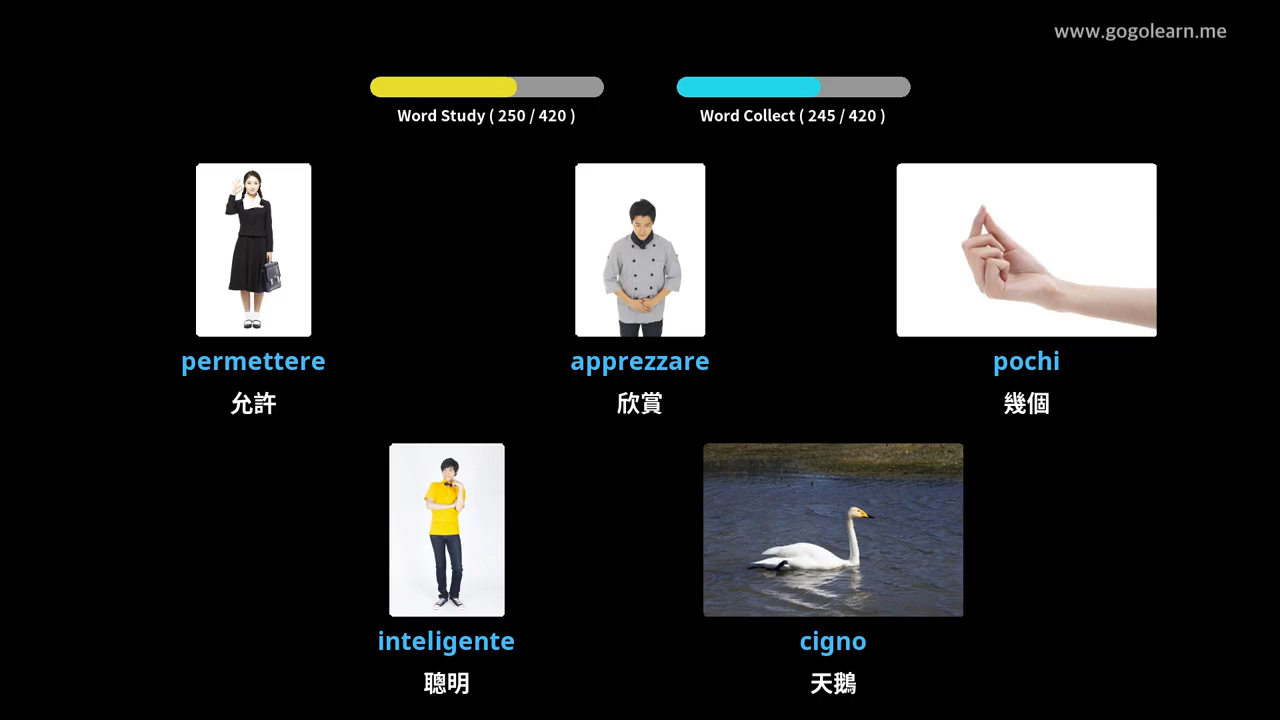 www.gogolearn.me
Word Study ( 250 / 420 )
Word Collect ( 245 / 420 )
permettere
允許
apprezzare
欣賞
pochi
幾個
inteligente
聰明
cigno
天鵝